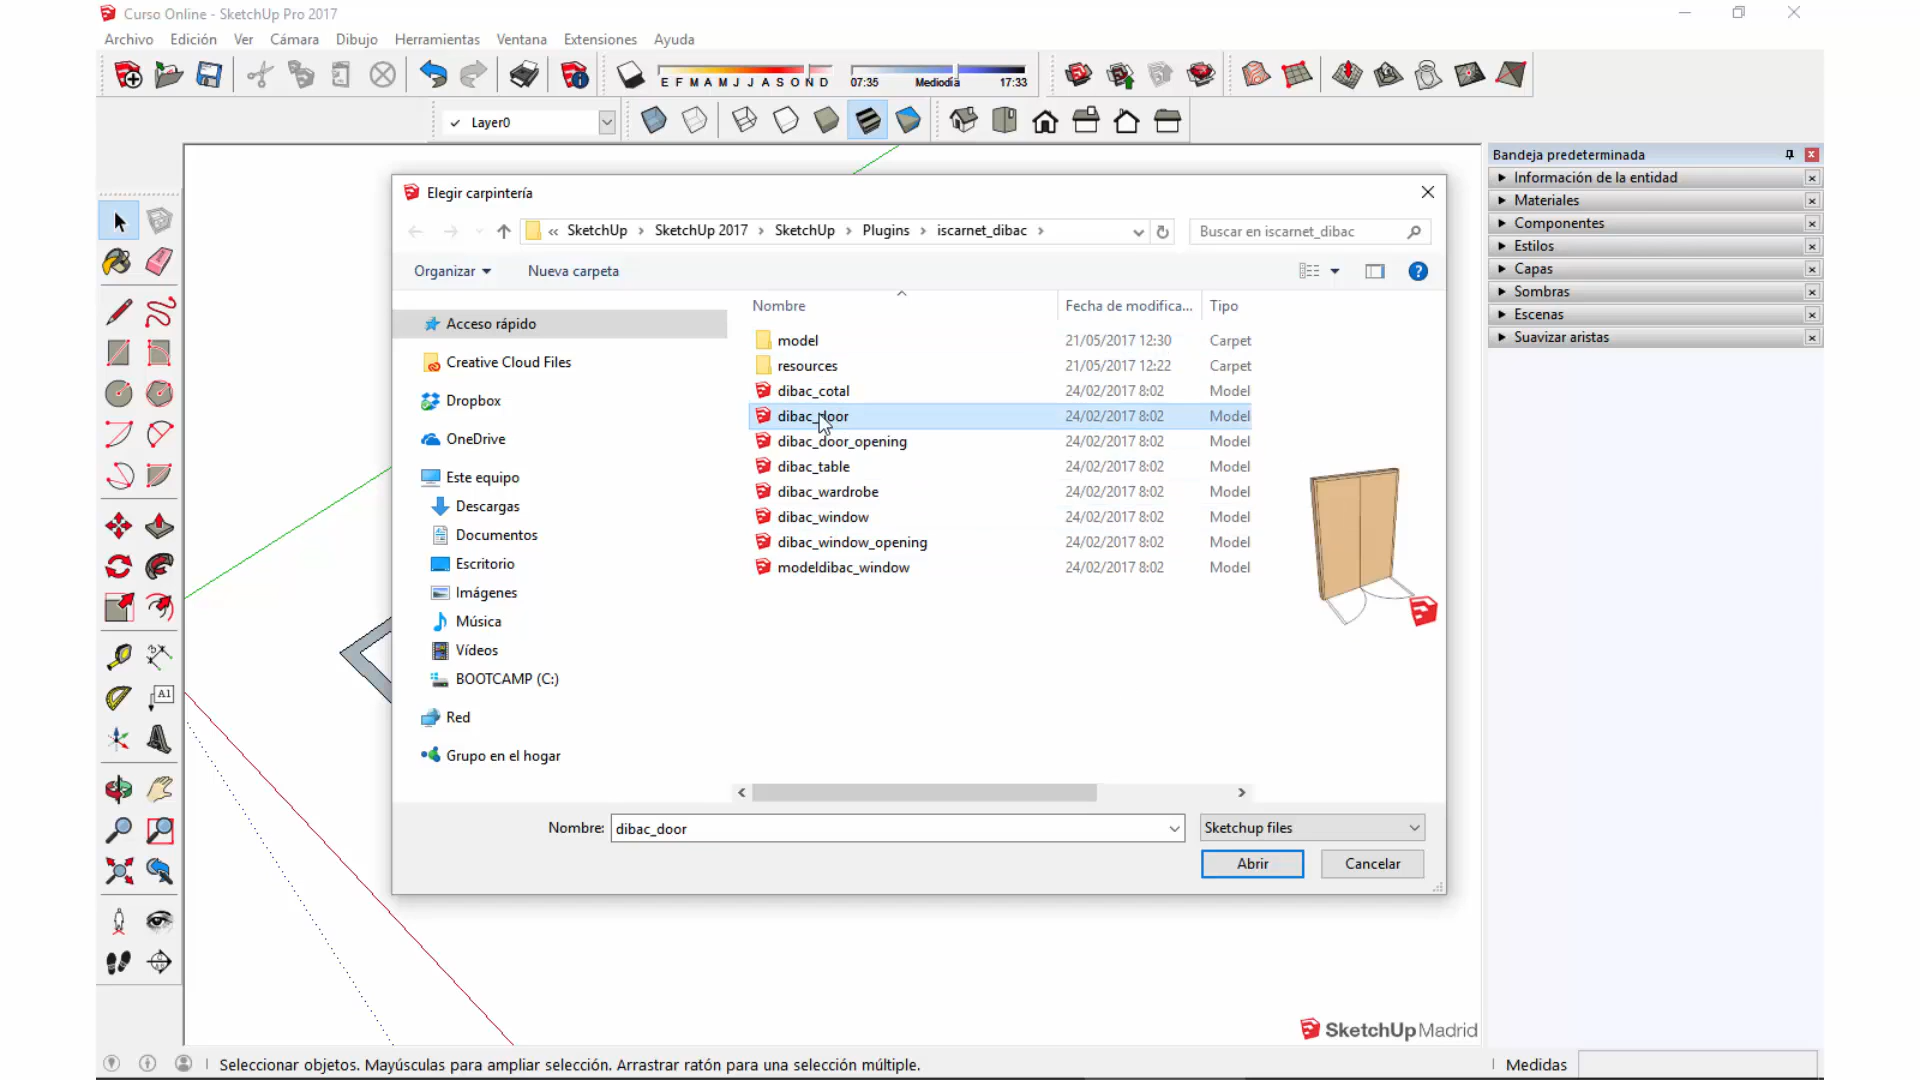 Curso Online - SketchUp Pro 2017
Archivo Edición Ver Cámara Dibujo Herramientas Ventana Extensiones Ayuda
E F M A M J J A S O N D 07:35 Mediodía 17:33
✓ Layer0
Bandeja predeterminada
Información de la entidad
Materiales
Componentes
Estilos
Capas
Sombras
Escenas
Suavizar aristas
Elegir carpintería
« SketchUp › SketchUp 2017 › SketchUp › Plugins › iscarnet_dibac ›
Buscar en iscarnet_dibac
Organizar Nueva carpeta
Nombre Fecha de modifica... Tipo
Acceso rápido
Creative Cloud Files
Dropbox
OneDrive
Este equipo
Descargas
Documentos
Escritorio
Imágenes
Música
Vídeos
BOOTCAMP (C:)
Red
Grupo en el hogar
model 21/05/2017 12:30 Carpet
resources 21/05/2017 12:22 Carpet
dibac_cotal 24/02/2017 8:02 Model
dibac_door 24/02/2017 8:02 Model
dibac_door_opening 24/02/2017 8:02 Model
dibac_table 24/02/2017 8:02 Model
dibac_wardrobe 24/02/2017 8:02 Model
dibac_window 24/02/2017 8:02 Model
dibac_window_opening 24/02/2017 8:02 Model
modeldibac_window 24/02/2017 8:02 Model
Nombre: dibac_door Sketchup files
Abrir Cancelar
A1
SketchUp Madrid
Seleccionar objetos. Mayúsculas para ampliar selección. Arrastrar ratón para una selección múltiple.
Medidas